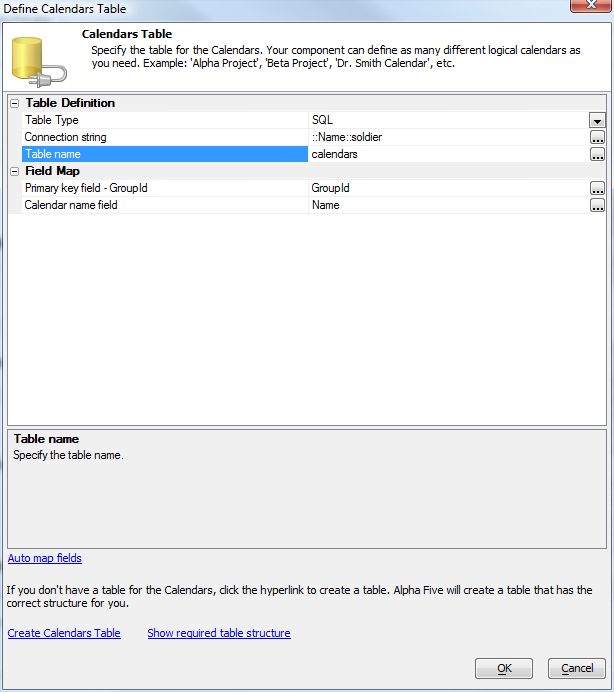 Define Calendars Table
Calendars Table
Specify the table for the Calendars. Your component can define as many different logical calendars as
you need. Example: 'Alpha Project', 'Beta Project', 'Dr. Smith Calendar', etc.
Table Definition
Table Type SQL
Connection string ::Name::soldier
Table name calendars
Field Map
Primary key field - GroupId GroupId
Calendar name field Name
Table name
Specify the table name.
Auto map fields
If you don't have a table for the Calendars, click the hyperlink to create a table. Alpha Five will create a table that has the
correct structure for you.
Create Calendars Table Show required table structure
OK Cancel